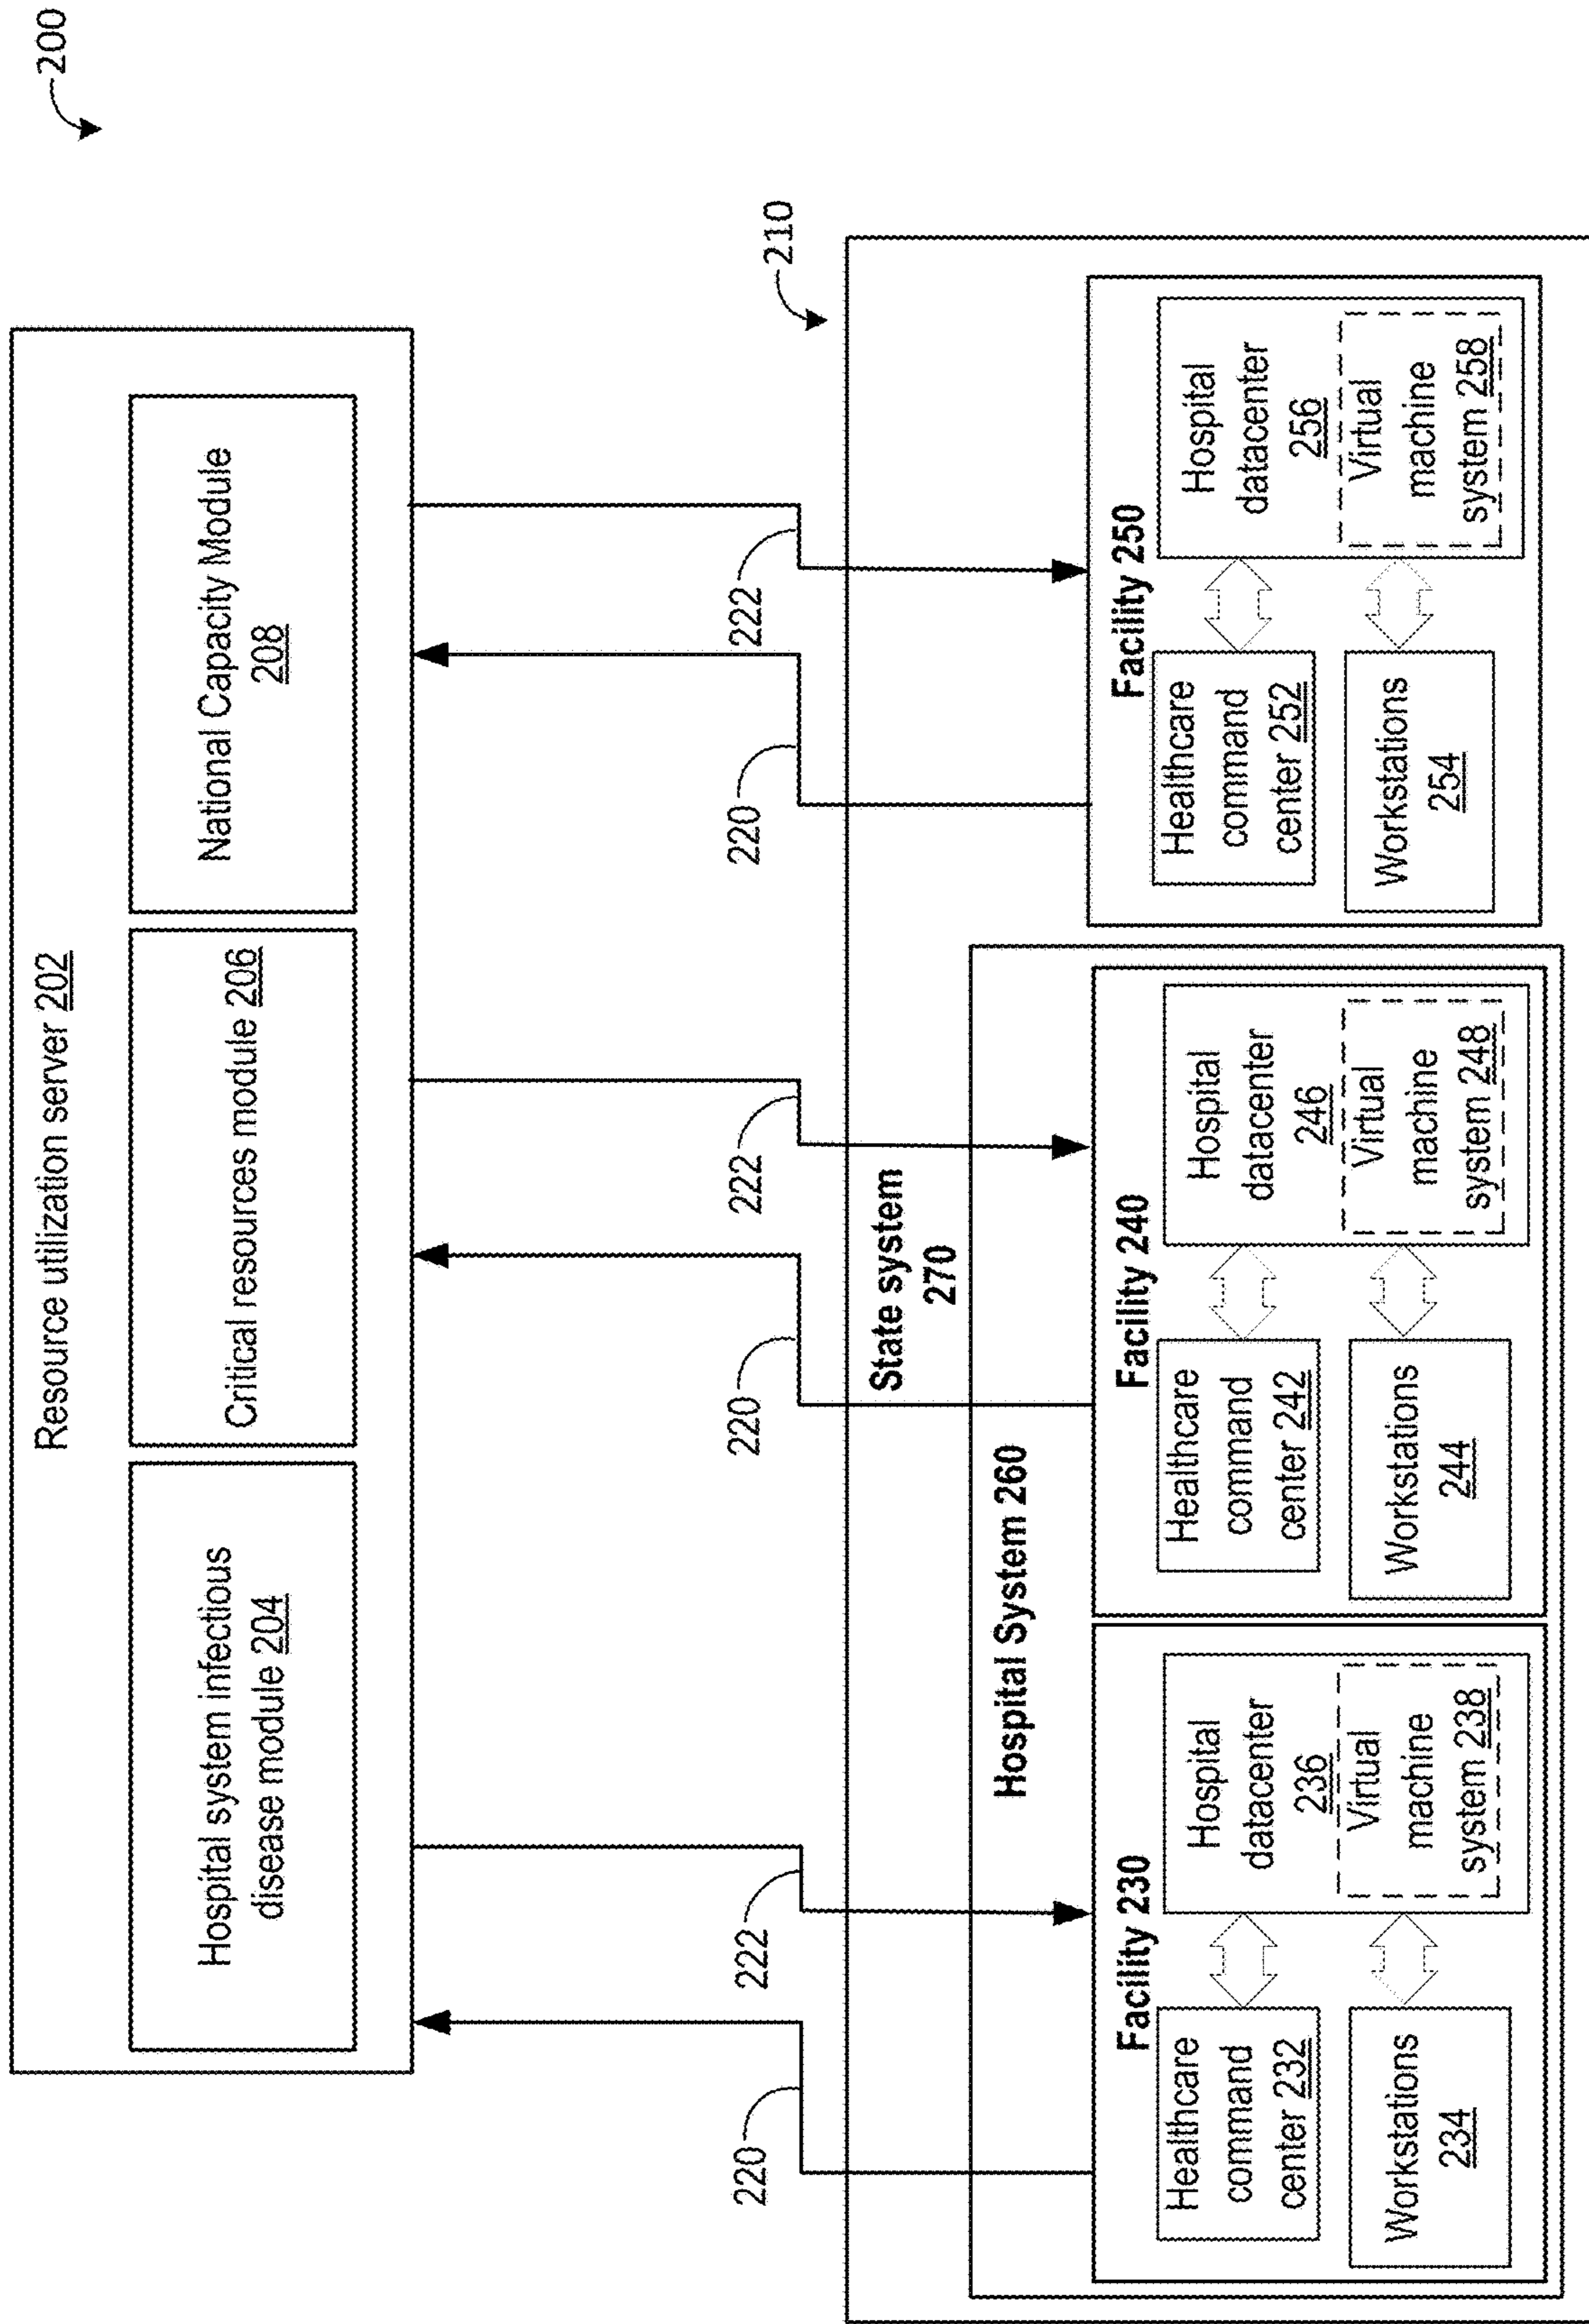 200
Resource utilization server 202
Hospital system infectious
disease module 204
Critical resources module 206
National Capacity Module
208
220
222
220
222
220
222
210
State system
270
Hospital System 260
Facility 230
Healthcare
command
center 232
Workstations
234
Hospital
datacenter
236
Virtual
machine
system 238
Facility 240
Healthcare
command
center 242
Workstations
244
Hospital
datacenter
246
Virtual
machine
system 248
Facility 250
Healthcare
command
center 252
Workstations
254
Hospital
datacenter
256
Virtual
machine
system 258